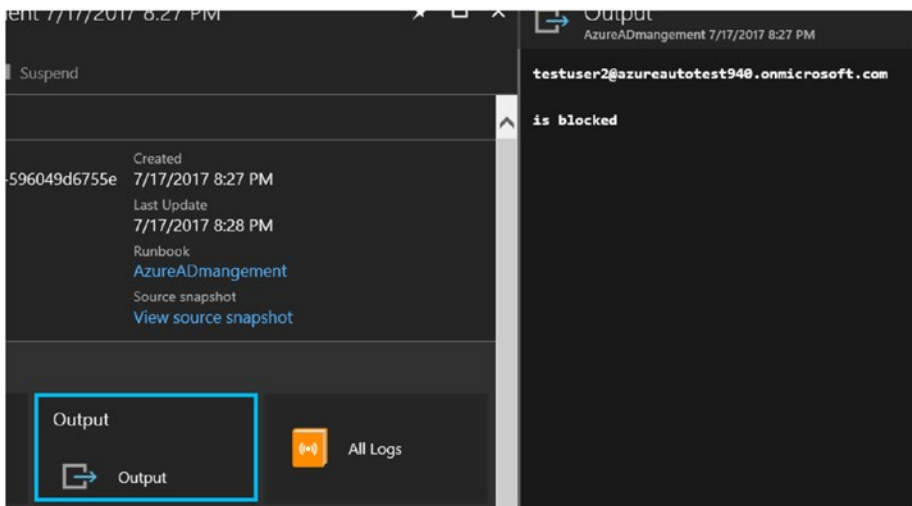 ent 7/17/2017 8:27 PM
Suspend
Created
-596049d6755e 7/17/2017 8:27 PM
Last Update
7/17/2017 8:28 PM
Runbook
AzureADmangement
Source snapshot
View source snapshot
Output
Output
All Logs
Output
AzureADmangement 7/17/2017 8:27 PM
testuser2@azureautotest940.onmicrosoft.com
is blocked